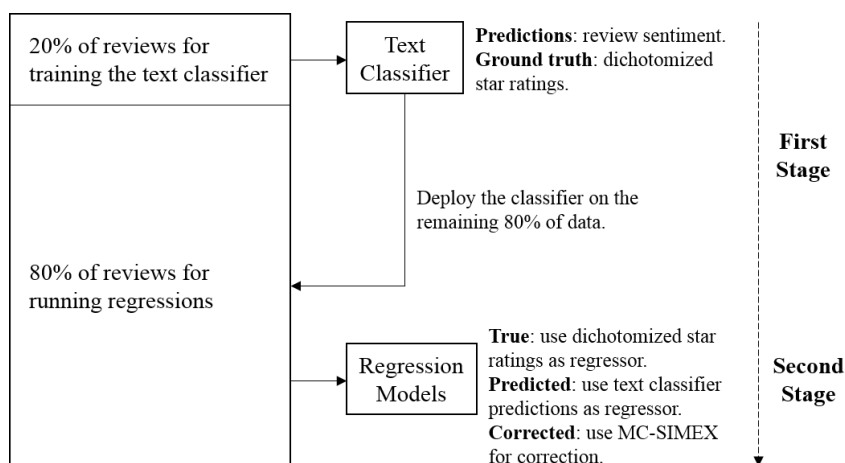 20% of reviews for
training the text classifier
Text
Classifier
Predictions: review sentiment.
Ground truth: dichotomized
star ratings.
First
Stage
Deploy the classifier on the
remaining 80% of data.
80% of reviews for
running regressions
Regression
Models
True: use dichotomized star
ratings as regressor.
Predicted: use text classifier
predictions as regressor.
Corrected: use MC-SIMEX
for correction.
Second
Stage